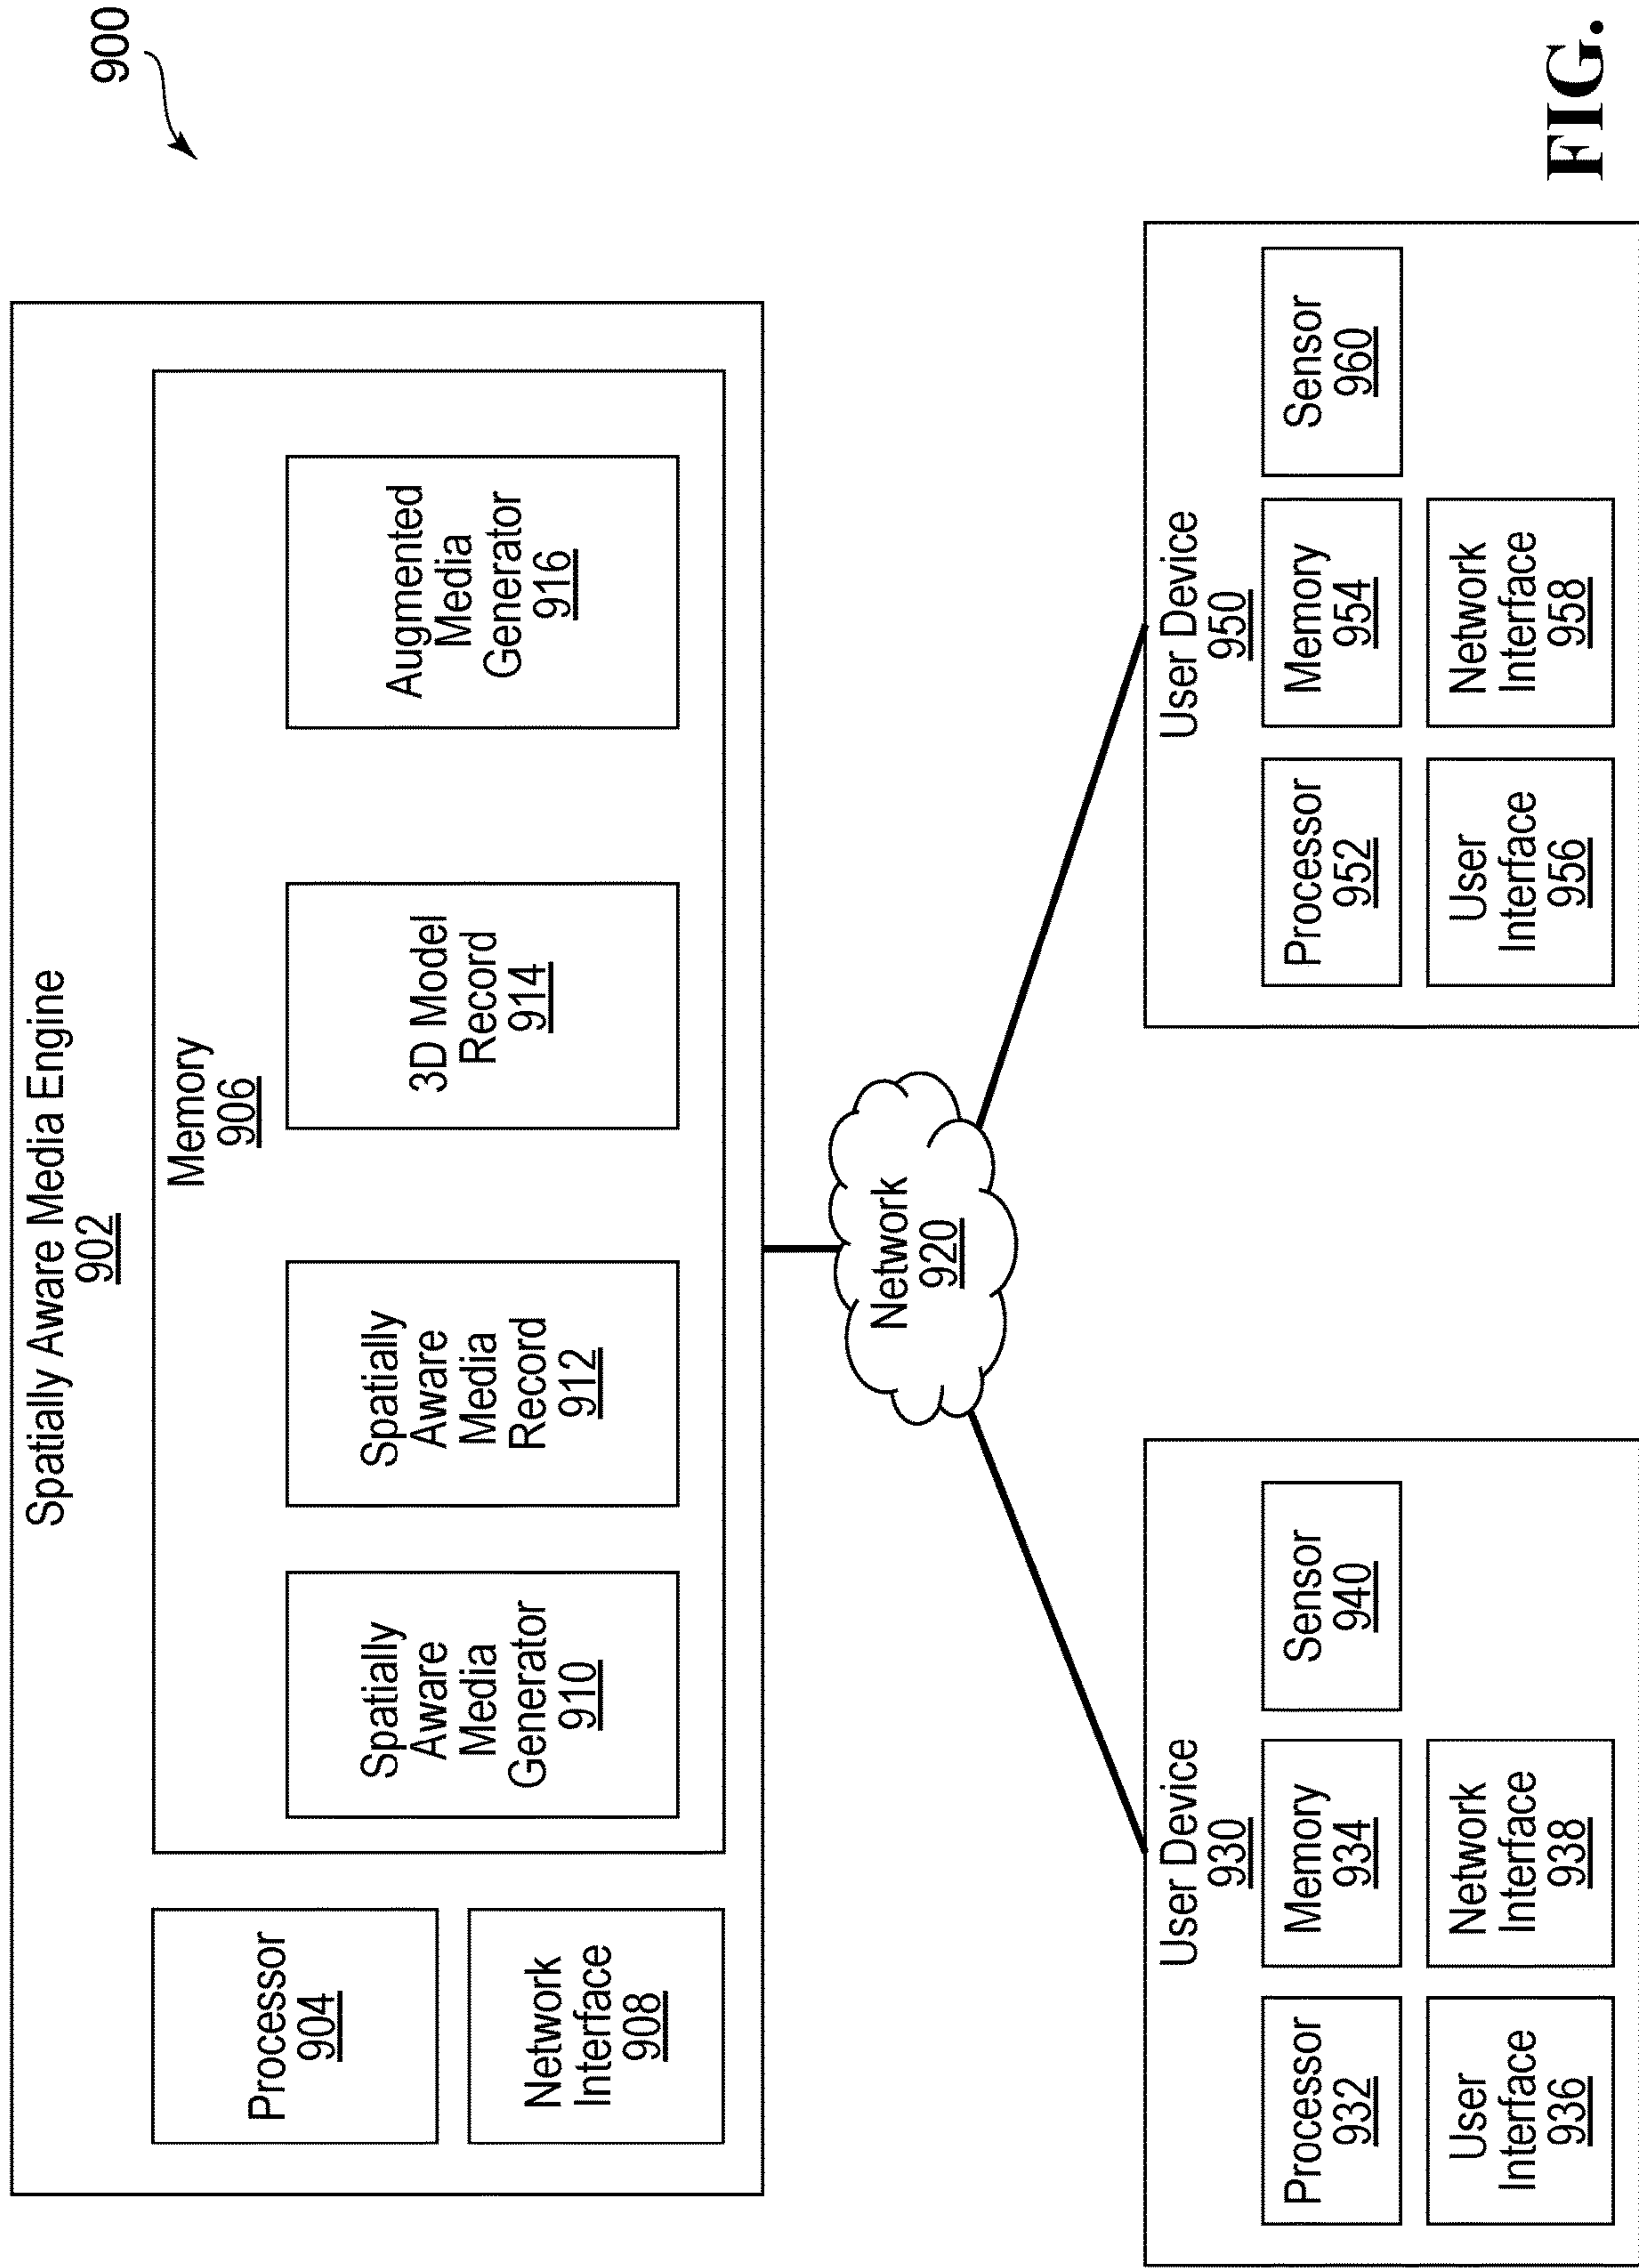 900
Spatially Aware Media Engine
902
Processor
904
Network
Interface
908
Memory
906
Spatially
Aware
Media
Generator
910
Spatially
Aware
Media
Record
912
3D Model
Record
914
Augmented
Media
Generator
916
Network
920
User Device
930
Processor
932
Memory
934
Sensor
940
User
Interface
936
Network
Interface
938
User Device
950
Processor
952
Memory
954
Sensor
960
User
Interface
956
Network
Interface
958
FIG.